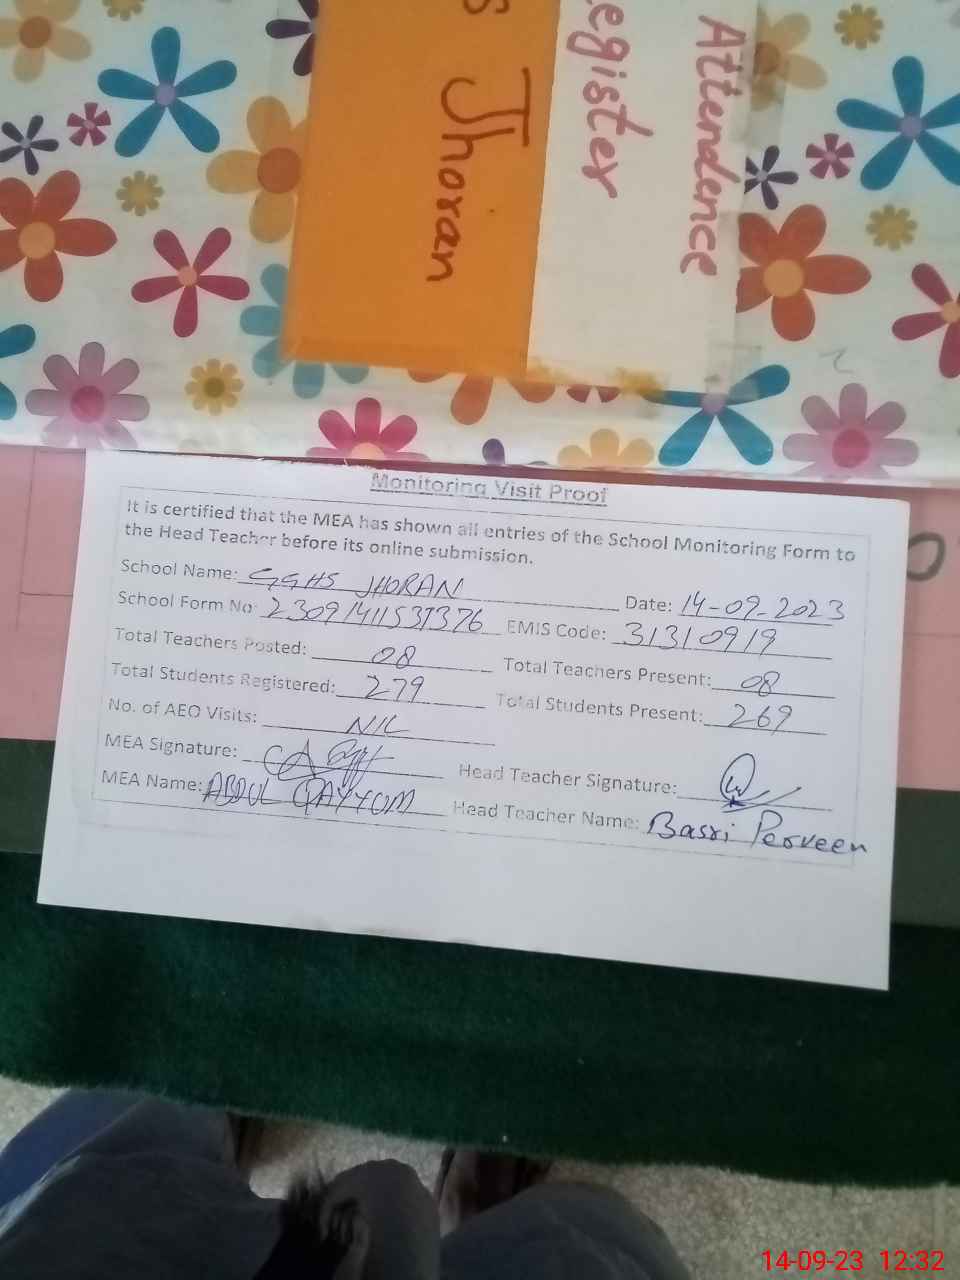 s Jhoran
egister
Attendence
Monitoring Visit Proof
It is certified that the MEA has shown all entries of the School Monitoring Form to
the Head Teacher before its online submission.
School Name: GGHS JHORAN Date: 14-09-2023
School Form No: EMIS Code: 31310919
Total Teachers Posted: 08 Total Teachers Present: 08
Total Students Registered: 279 Total Students Present: 269
No. of AEO Visits: NIL
MEA Signature: Head Teacher Signature:
MEA Name: ABDUL QAYYUM Head Teacher Name: Basri Perveen
14-09-23 12:32